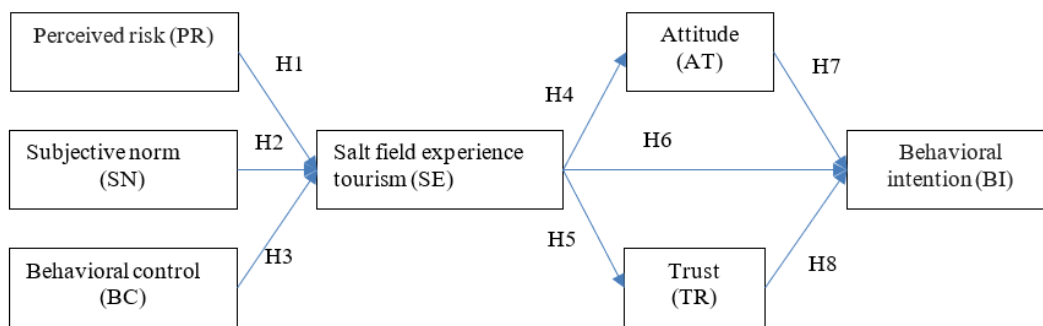 Perceived risk (PR)
H1
Subjective norm
(SN)
H2
Behavioral control
(BC)
H3
Salt field experience
tourism (SE)
H4
H6
H5
Attitude
(AT)
Trust
(TR)
H7
H8
Behavioral
intention (BI)